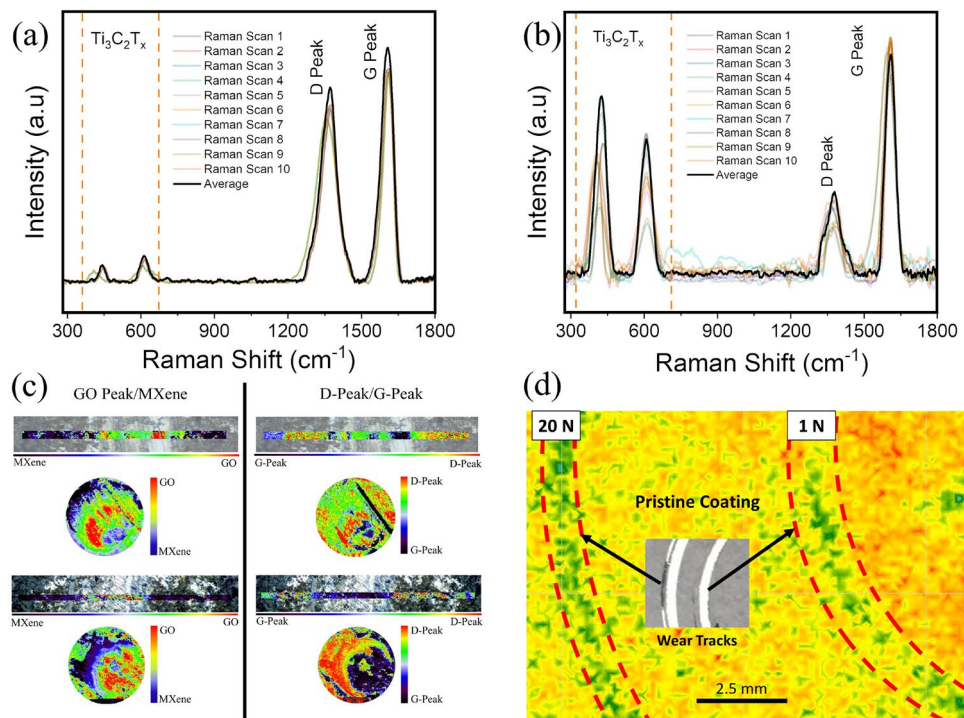 (a)
Ti₃C₂Tₓ
Raman Scan 1
Raman Scan 2
Raman Scan 3
Raman Scan 4
Raman Scan 5
Raman Scan 6
Raman Scan 7
Raman Scan 8
Raman Scan 9
Raman Scan 10
Average
D Peak
G Peak
Intensity (a.u)
300 600 900 1200 1500 1800
Raman Shift (cm⁻¹)
(b)
Ti₃C₂Tₓ
Raman Scan 1
Raman Scan 2
Raman Scan 3
Raman Scan 4
Raman Scan 5
Raman Scan 6
Raman Scan 7
Raman Scan 8
Raman Scan 9
Raman Scan 10
Average
D Peak
G Peak
Intensity (a.u)
300 600 900 1200 1500 1800
Raman Shift (cm⁻¹)
(c)
GO Peak/MXene
MXene GO
GO
MXene
MXene GO
GO
MXene
D-Peak/G-Peak
G-Peak D-Peak
D-Peak
G-Peak
G-Peak D-Peak
D-Peak
G-Peak
(d)
20 N
1 N
Pristine Coating
Wear Tracks
2.5 mm